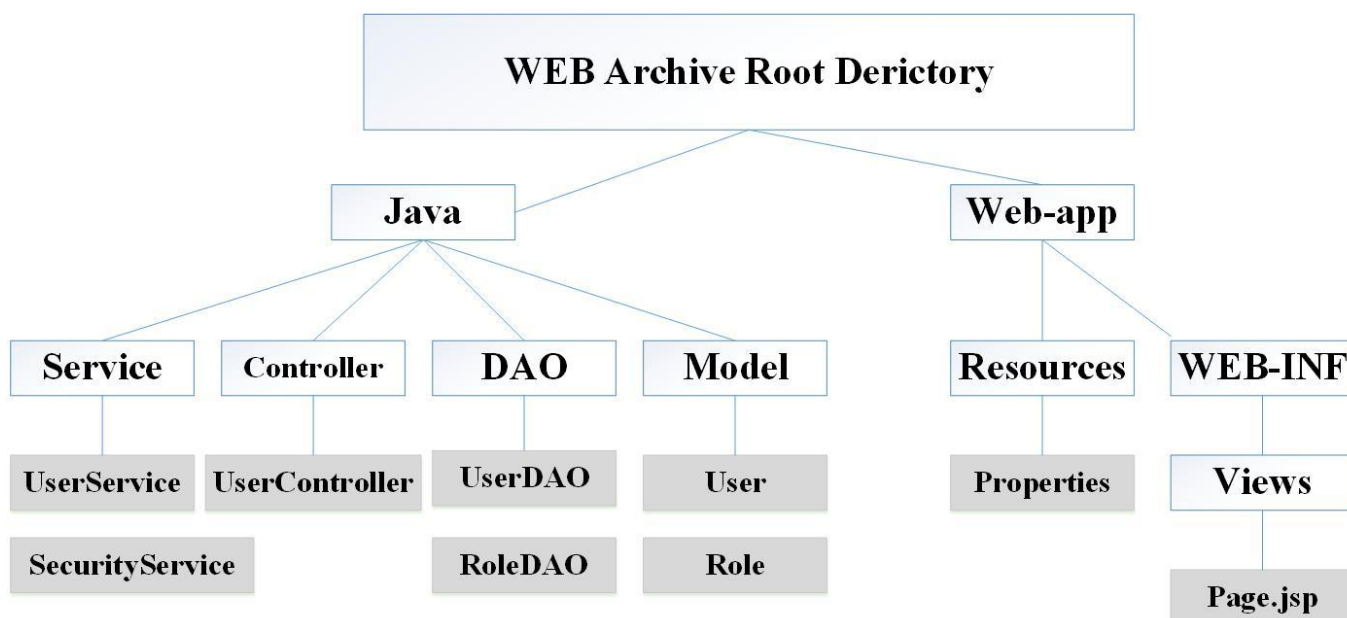 WEB Archive Root Derictory
Java
Web-app
Service
Controller
DAO
Model
Resources
WEB-INF
UserService
UserController
UserDAO
User
Properties
Views
SecurityService
RoleDAO
Role
Page.jsp